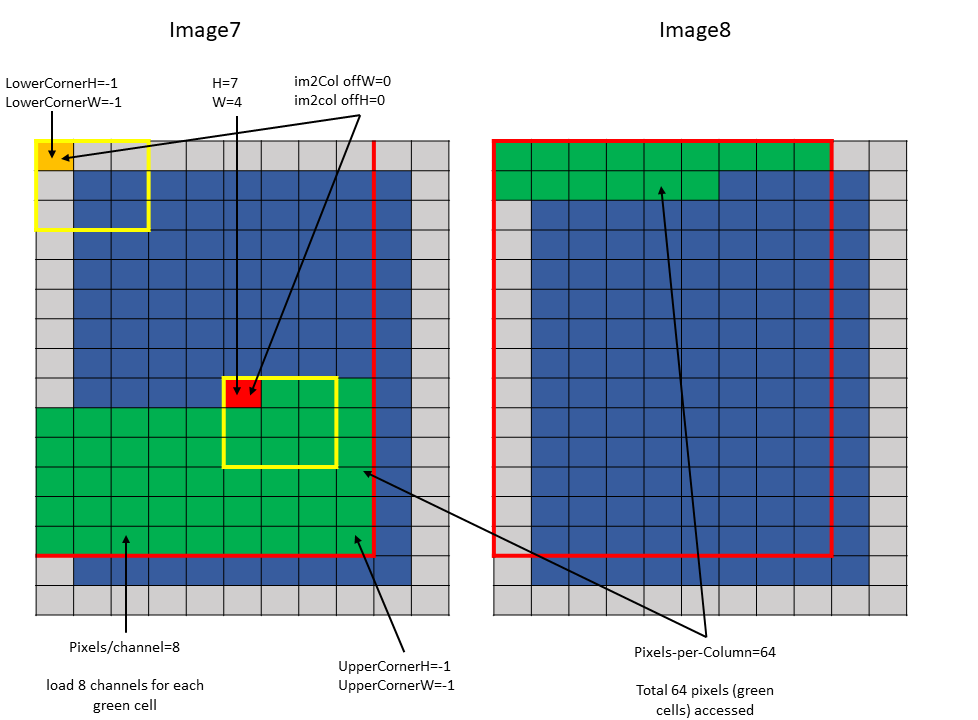 Image7
Image8
LowerCornerH=-1
LowerCornerW=-1
H=7
W=4
im2Col offW=0
im2col offH=0
Pixels/channel=8
load 8 channels for each
green cell
UpperCornerH=-1
UpperCornerW=-1
Pixels-per-Column=64
Total 64 pixels (green
cells) accessed